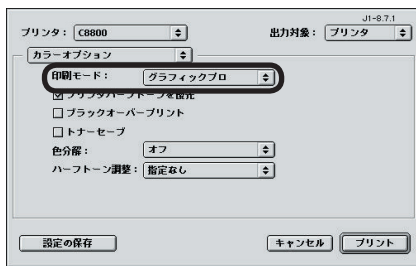 J1-8.7.1
プリンタ： C8800 出力対象： プリンタ
カラーオプション
印刷モード： グラフィックプロ
プリンタハーフトーンを優先
ブラックオーバープリント
トナーセーブ
色分解： オフ
ハーフトーン調整： 指定なし
設定の保存 キャンセル プリント